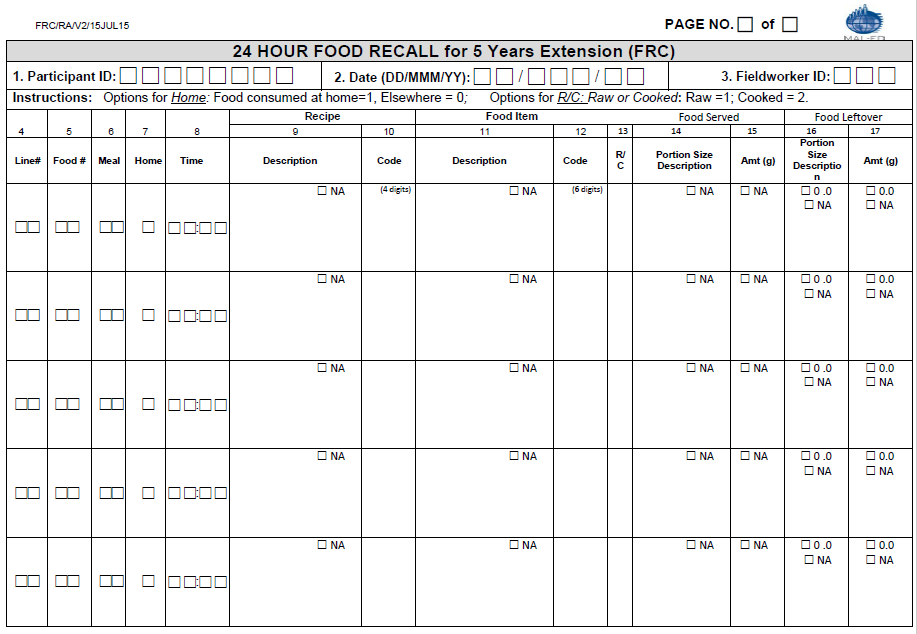 FRC/RA/V2/15JUL15
PAGE NO. ☐ of ☐
MAL-ED
24 HOUR FOOD RECALL for 5 Years Extension (FRC)
1. Participant ID: ☐☐☐☐☐☐☐☐ 2. Date (DD/MMM/YY): ☐☐/☐☐☐/☐☐ 3. Fieldworker ID: ☐☐☐
Instructions: Options for Home: Food consumed at home=1, Elsewhere = 0; Options for R/C: Raw or Cooked: Raw =1; Cooked = 2.
Recipe Food Item Food Served Food Leftover
4 5 6 7 8 9 10 11 12 13 14 15 16 17
Line# Food # Meal Home Time Description Code Description Code R/ C Portion Size Description Amt (g) Portion Size Descriptio n Amt (g)
☐ NA (4 digits) ☐ NA (6 digits) ☐ NA ☐ NA ☐ 0 .0 ☐ 0.0
☐ NA ☐ NA
☐☐ ☐☐ ☐☐ ☐ ☐☐:☐☐
☐ NA ☐ NA ☐ NA ☐ NA ☐ 0 .0 ☐ 0.0
☐ NA ☐ NA
☐☐ ☐☐ ☐☐ ☐ ☐☐:☐☐
☐ NA ☐ NA ☐ NA ☐ NA ☐ 0 .0 ☐ 0.0
☐ NA ☐ NA
☐☐ ☐☐ ☐☐ ☐ ☐☐:☐☐
☐ NA ☐ NA ☐ NA ☐ NA ☐ 0 .0 ☐ 0.0
☐ NA ☐ NA
☐☐ ☐☐ ☐☐ ☐ ☐☐:☐☐
☐ NA ☐ NA ☐ NA ☐ NA ☐ 0 .0 ☐ 0.0
☐ NA ☐ NA
☐☐ ☐☐ ☐☐ ☐ ☐☐:☐☐